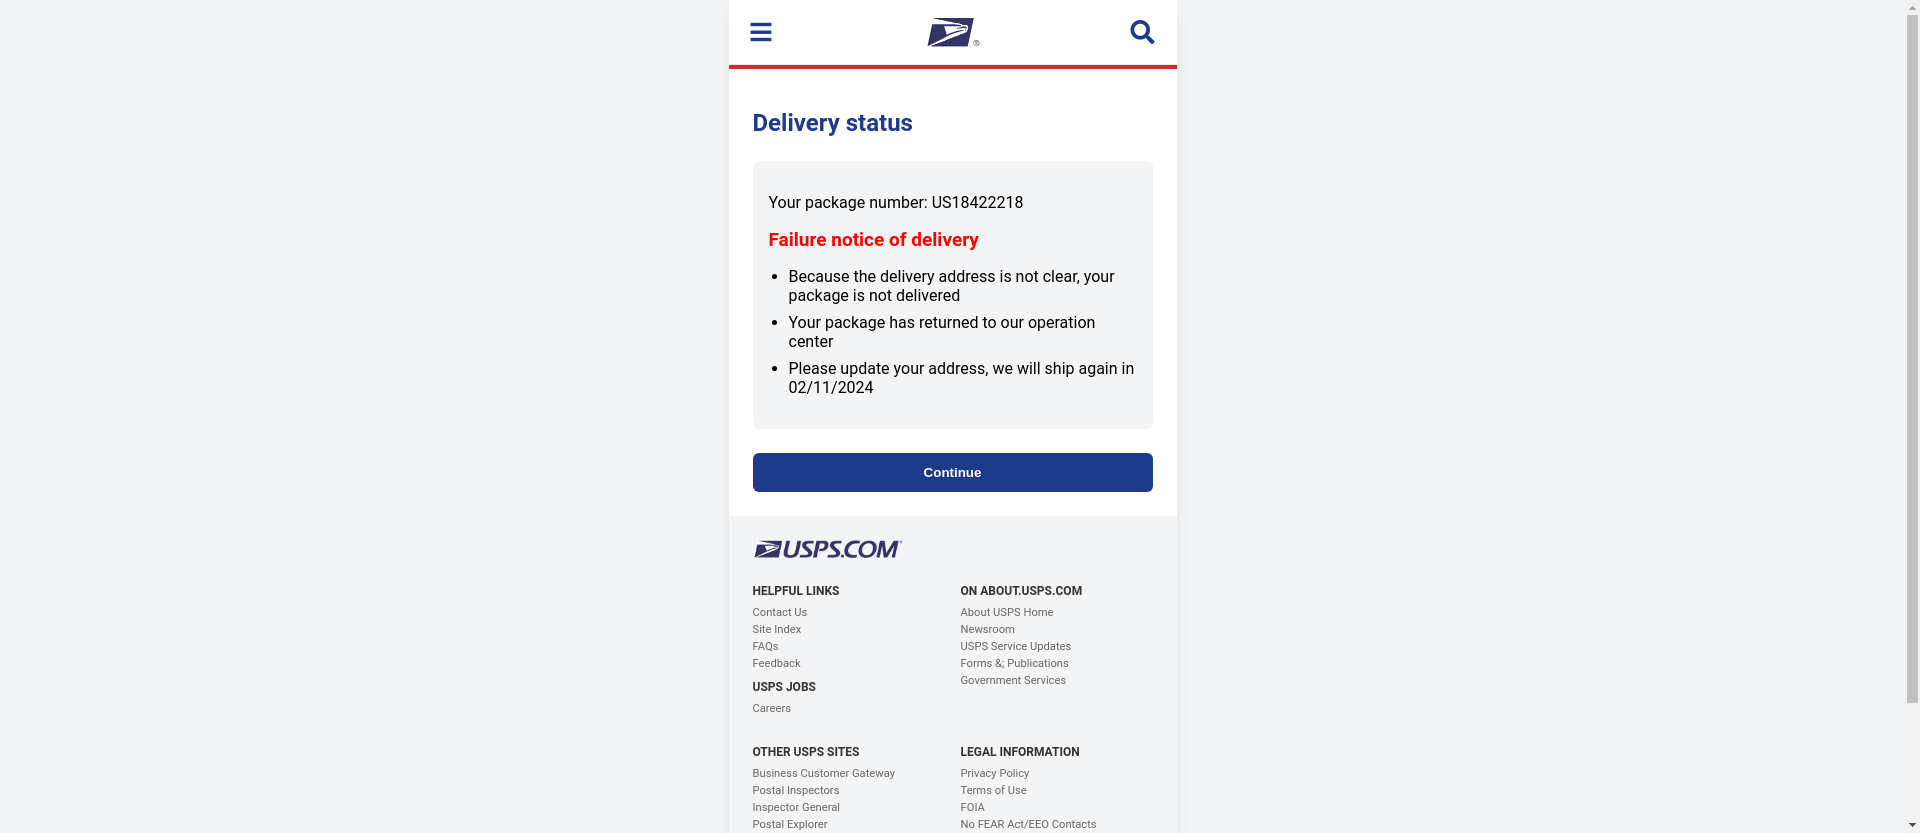 ®
Delivery status
Your package number: US18422218
Failure notice of delivery
Because the delivery address is not clear, your
package is not delivered
Your package has returned to our operation
center
Please update your address, we will ship again in
02/11/2024
Continue
USPS.COM®
HELPFUL LINKS
Contact Us
Site Index
FAQs
Feedback
USPS JOBS
Careers
ON ABOUT.USPS.COM
About USPS Home
Newsroom
USPS Service Updates
Forms &; Publications
Government Services
OTHER USPS SITES
Business Customer Gateway
Postal Inspectors
Inspector General
Postal Explorer
LEGAL INFORMATION
Privacy Policy
Terms of Use
FOIA
No FEAR Act/EEO Contacts